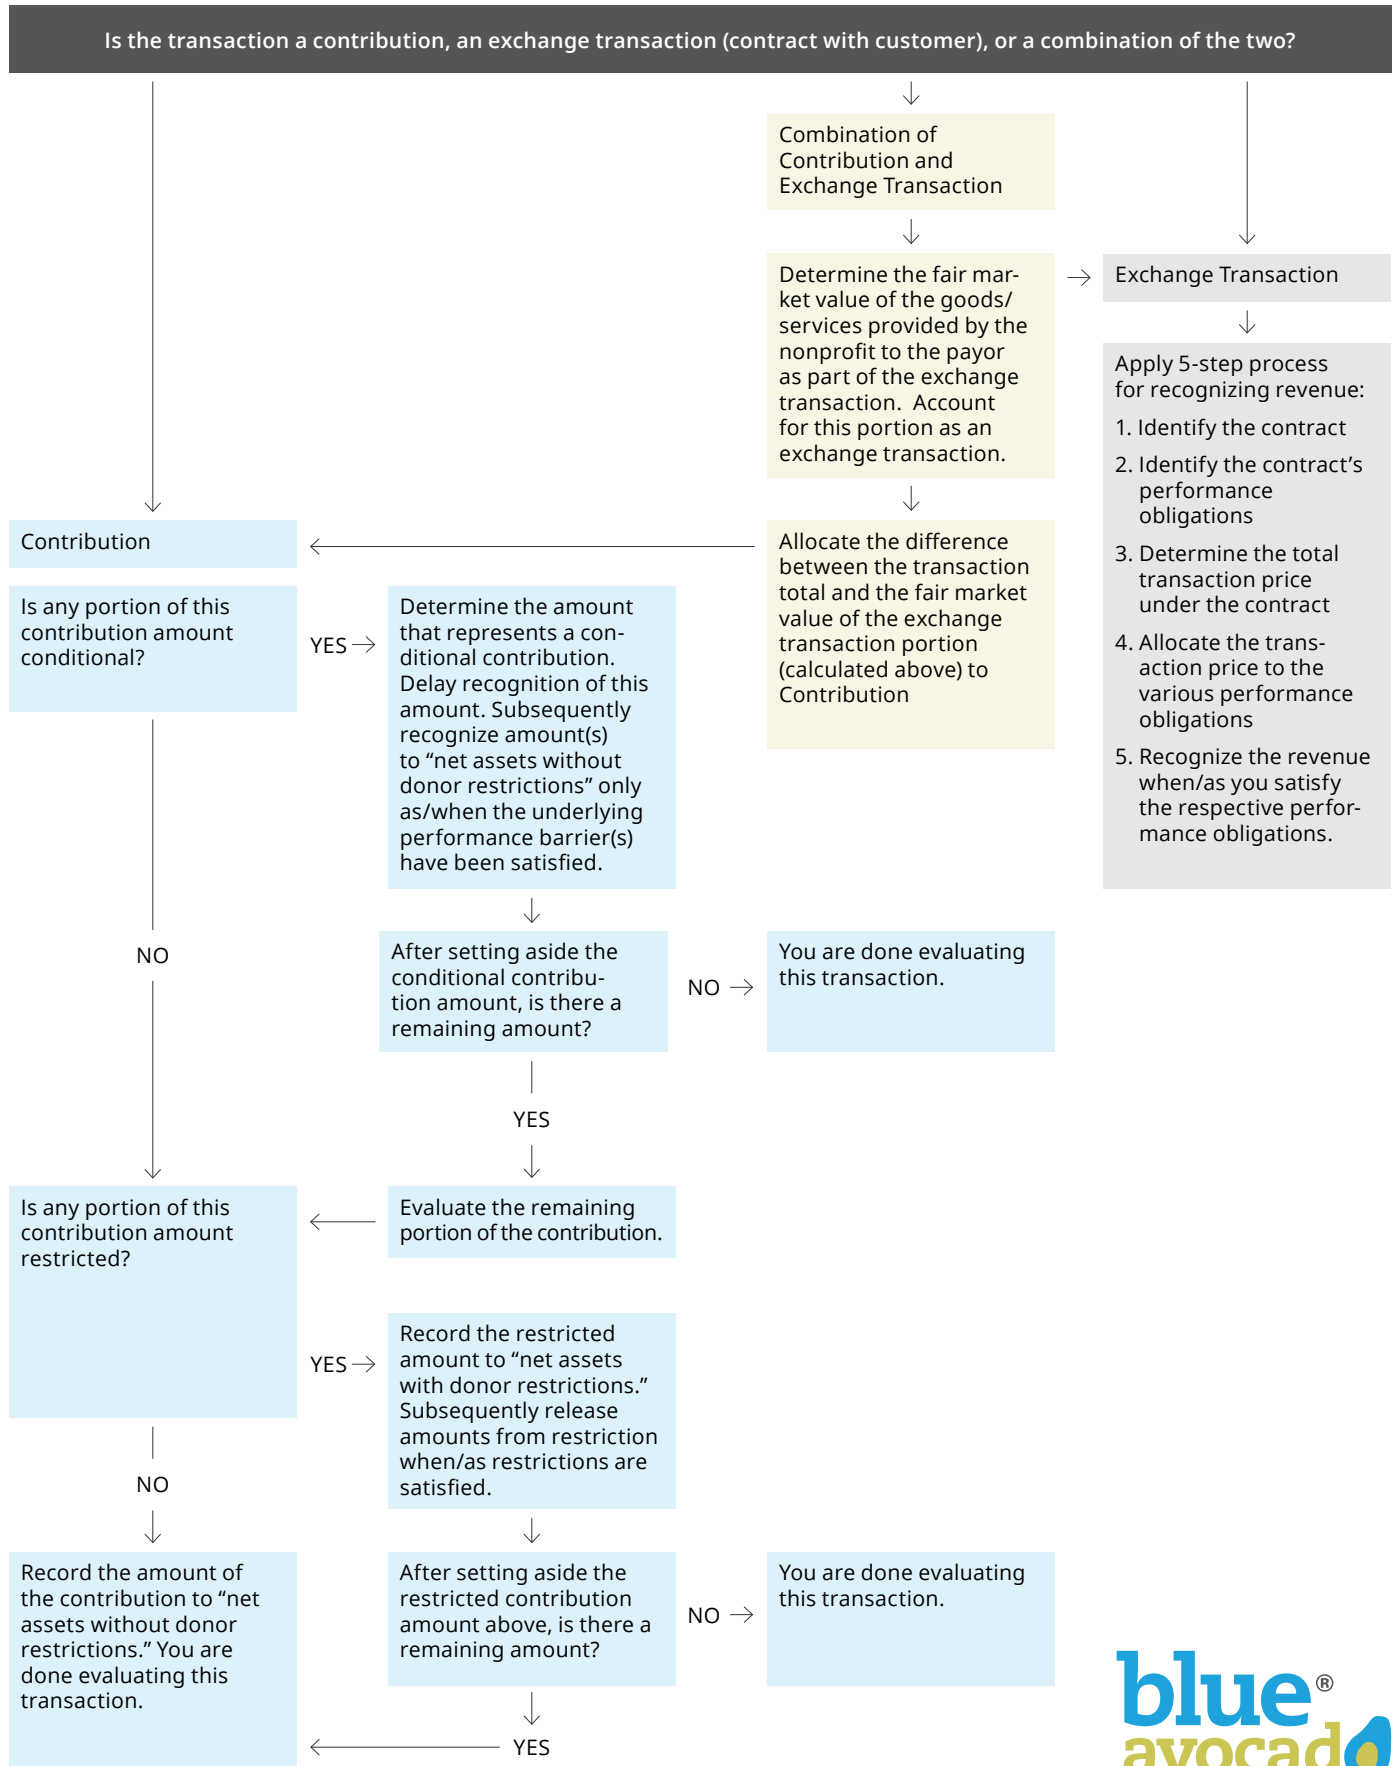 Is the transaction a contribution, an exchange transaction (contract with customer), or a combination of the two?
Combination of
Contribution and
Exchange Transaction
Determine the fair mar-
ket value of the goods/
services provided by the
nonprofit to the payor
as part of the exchange
transaction.  Account
for this portion as an
exchange transaction.
Exchange Transaction
Apply 5-step process
for recognizing revenue:
1. Identify the contract
2. Identify the contract’s
performance
obligations
3. Determine the total
transaction price
under the contract
4. Allocate the trans-
action price to the
various performance
obligations
5. Recognize the revenue
when/as you satisfy
the respective perfor-
mance obligations.
Allocate the difference
between the transaction
total and the fair market
value of the exchange
transaction portion
(calculated above) to
Contribution
Contribution
Is any portion of this
contribution amount
conditional?
YES
Determine the amount
that represents a con-
ditional contribution.
Delay recognition of this
amount. Subsequently
recognize amount(s)
to “net assets without
donor restrictions” only
as/when the underlying
performance barrier(s)
have been satisfied.
NO
After setting aside the
conditional contribu-
tion amount, is there a
remaining amount?
NO
You are done evaluating
this transaction.
YES
Is any portion of this
contribution amount
restricted?
Evaluate the remaining
portion of the contribution.
YES
Record the restricted
amount to “net assets
with donor restrictions.”
Subsequently release
amounts from restriction
when/as restrictions are
satisfied.
NO
Record the amount of
the contribution to “net
assets without donor
restrictions.” You are
done evaluating this
transaction.
After setting aside the
restricted contribution
amount above, is there a
remaining amount?
NO
You are done evaluating
this transaction.
YES
blue®
avocado